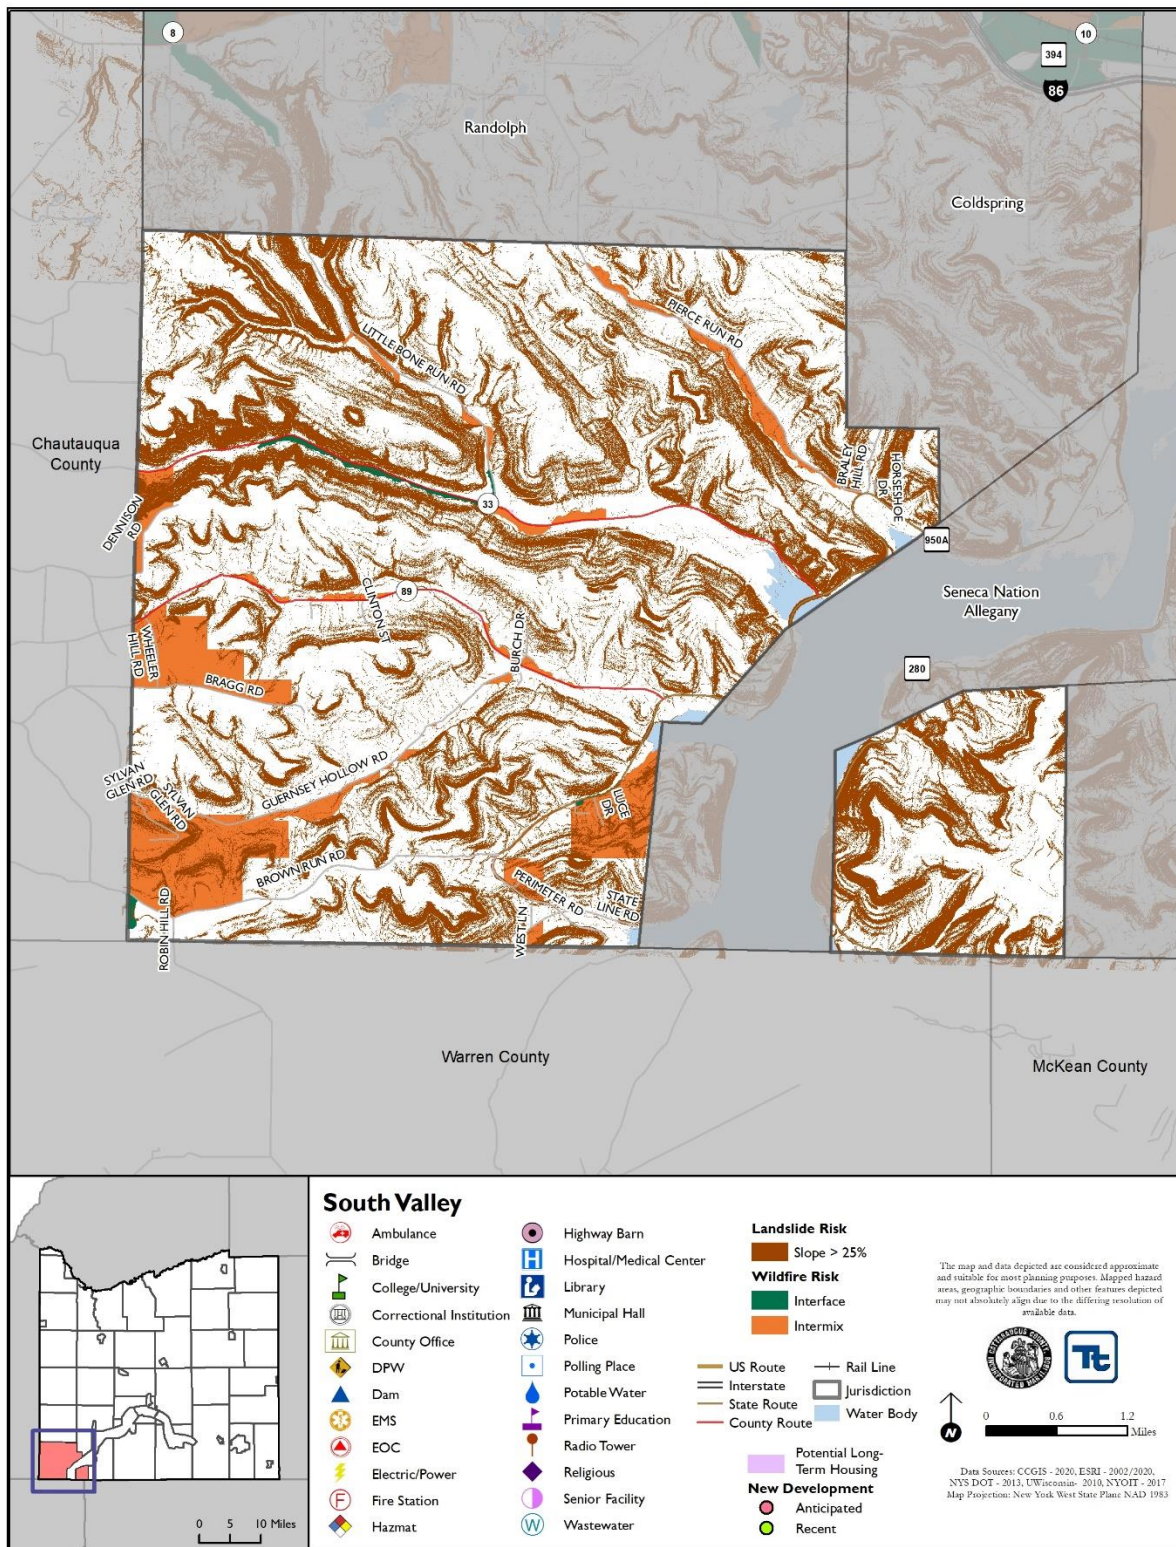 8
10
394
86
Randolph
Coldspring
PIERCE RUN RD
LITTLE BONE RUN RD
Chautauqua
County
BRALEY
HILL RD
HORSESHOE
DR
33
DENNISON
RD
950A
CLINTON ST
89
Seneca Nation
Allegany
WHEELER
HILL RD
BURCH DR
280
BRAGG RD
SYLVAN
GLEN RD
SYLVAN
GLEN RD
GUERNSEY HOLLOW RD
LUCE
DR
BROWN RUN RD
PERIMETER RD
STATE
LINE RD
ROBIN HILL RD
WEST LN
Warren County
McKean County
0 5 10 Miles
South Valley
Ambulance
Bridge
College/University
Correctional Institution
County Office
DPW
Dam
EMS
EOC
Electric/Power
F
Fire Station
Hazmat
Highway Barn
H
Hospital/Medical Center
Library
Municipal Hall
Police
Polling Place
Potable Water
Primary Education
Radio Tower
Religious
Senior Facility
W
Wastewater
Landslide Risk
Slope > 25%
Wildfire Risk
Interface
Intermix
US Route
Interstate
State Route
County Route
Rail Line
Jurisdiction
Water Body
Potential Long-
Term Housing
New Development
Anticipated
Recent
The map and data depicted are considered approximate
and suitable for most planning purposes. Mapped hazard
areas, geographic boundaries and other features depicted
may not absolutely align due to the differing resolution of
available data.
Tt
N
0 0.6 1.2
Miles
Data Sources: CCGIS - 2020, ESRI - 2002/2020,
NYS DOT - 2013, UWisconsin- 2010, NYOIT - 2017
Map Projection: New York West State Plane NAD 1983